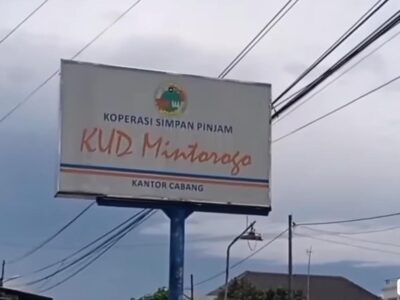 KOPERASI SIMPAN PINJAM
KUD Mintorogo
KANTOR CABANG